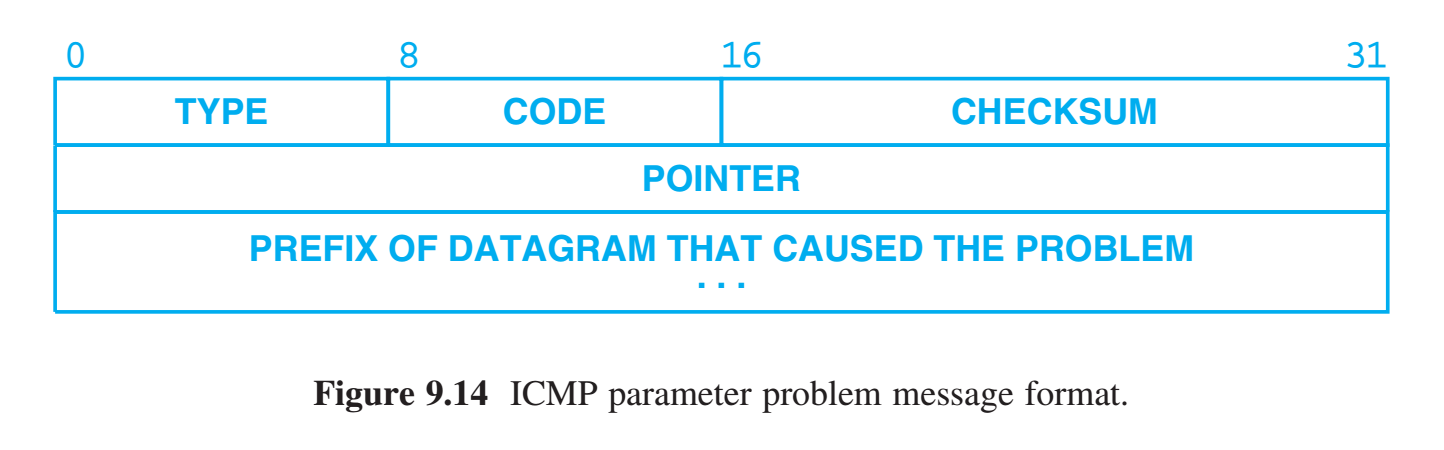 0 8 16 31
TYPE CODE CHECKSUM
POINTER
PREFIX OF DATAGRAM THAT CAUSED THE PROBLEM
. . .
Figure 9.14 ICMP parameter problem message format.